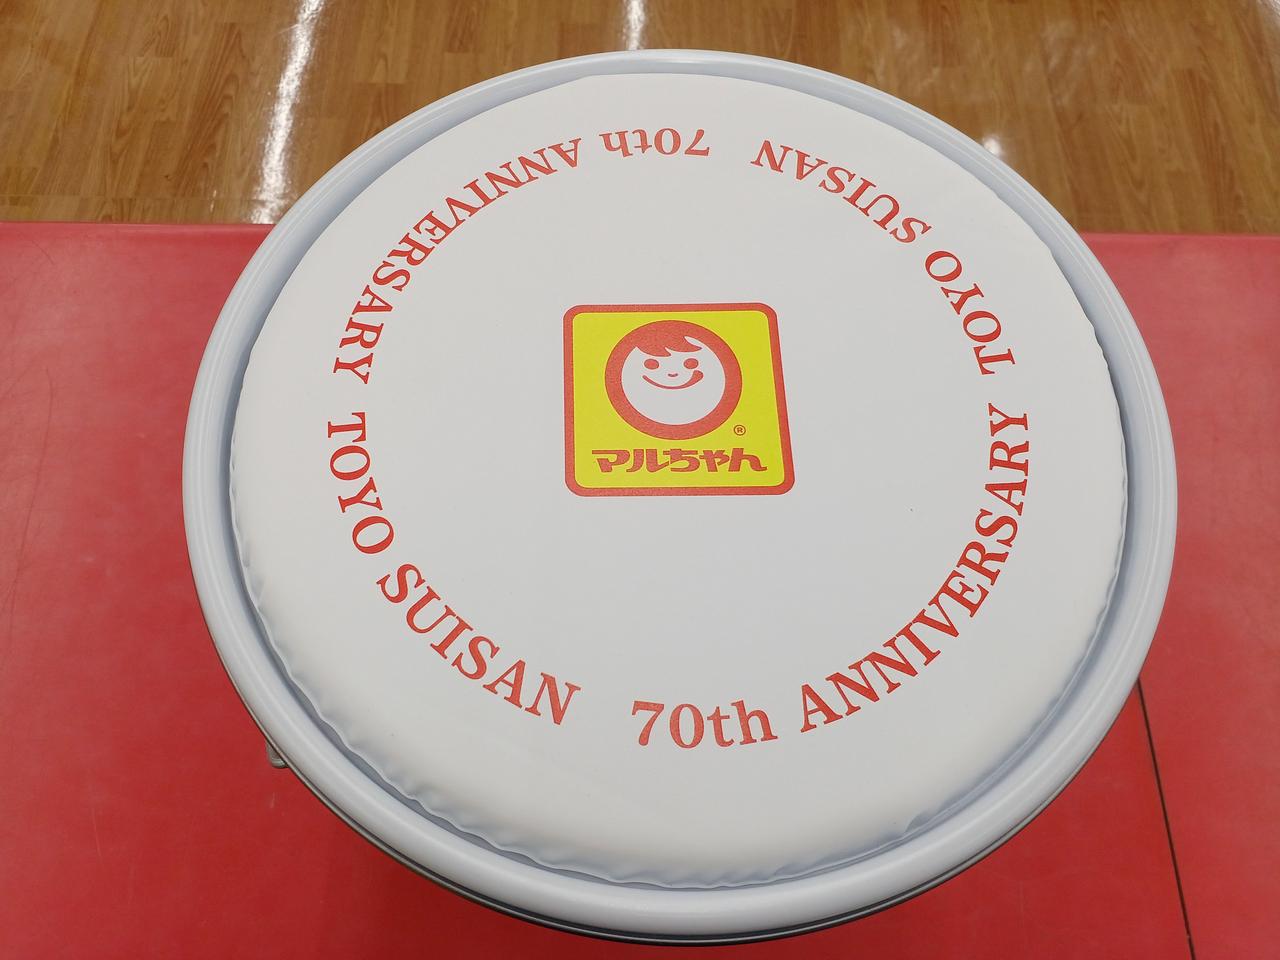 TOYO SUISAN 70th ANNIVERSARY
TOYO SUISAN 70th ANNIVERSARY
マルちゃん
®